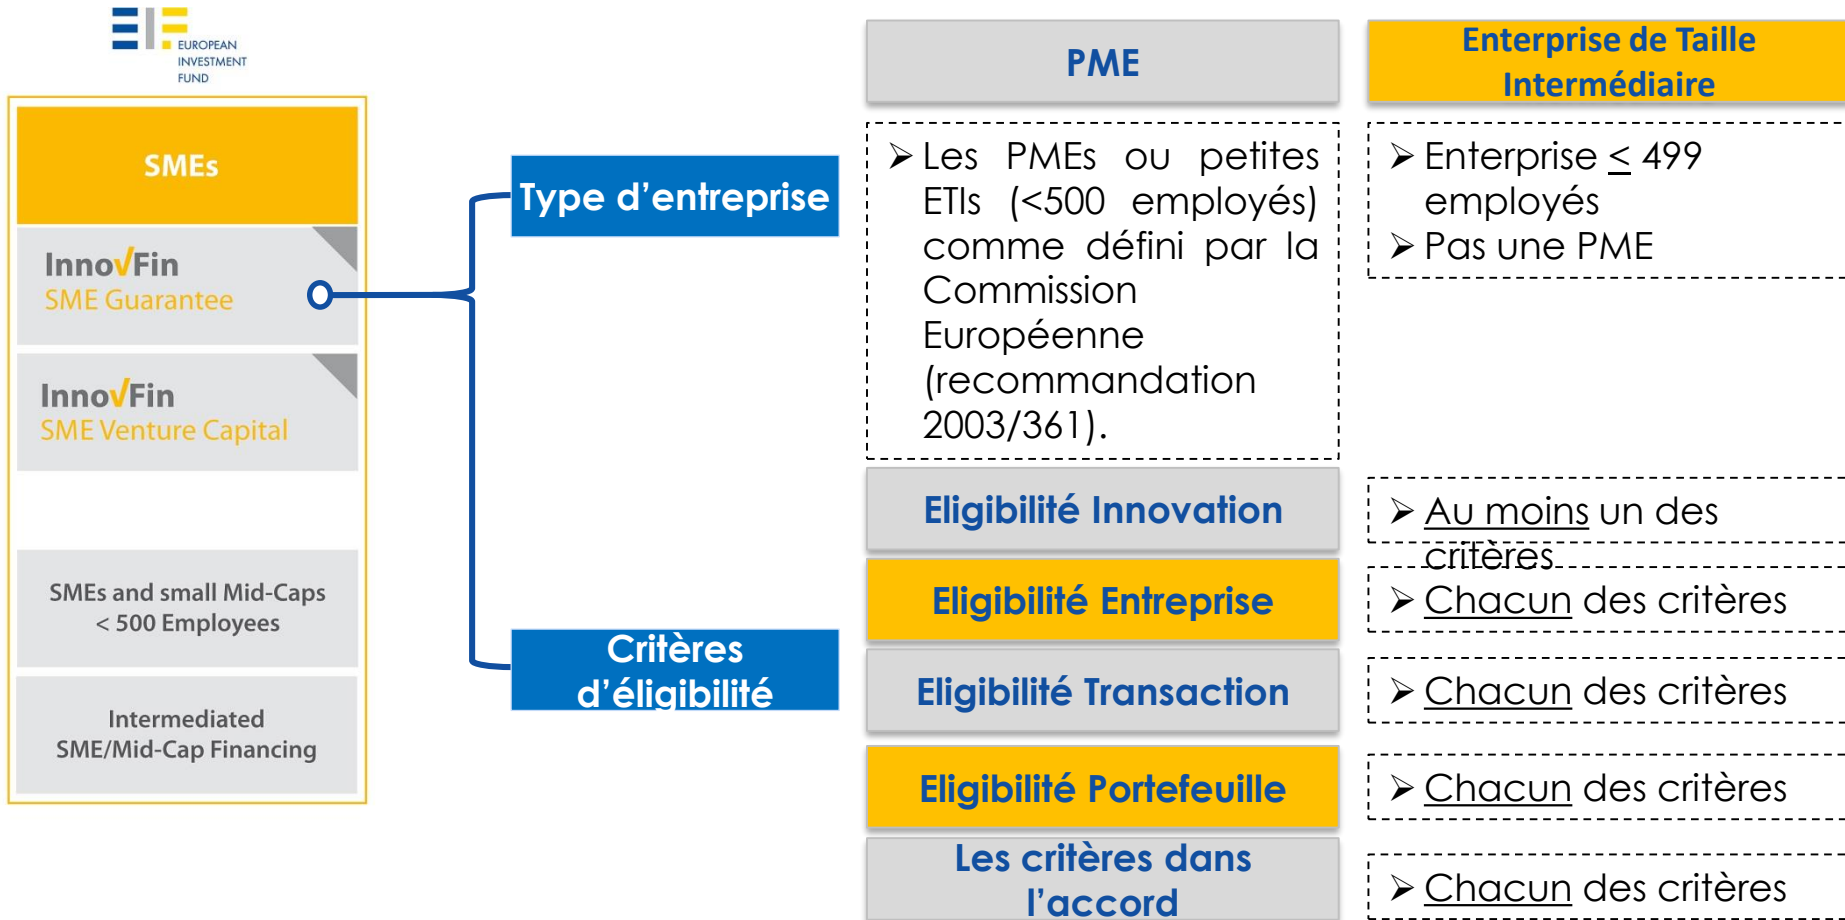 EUROPEAN
INVESTMENT
FUND
SMEs
Inno√Fin
SME Guarantee
Inno√Fin
SME Venture Capital
SMEs and small Mid-Caps
< 500 Employees
Intermediated
SME/Mid-Cap Financing
Type d’entreprise
Critères
d’éligibilité
PME
➢ Les PMEs ou petites
ETIs (<500 employés)
comme défini par la
Commission
Européenne
(recommandation
2003/361).
Enterprise de Taille
Intermédiaire
➢ Enterprise ≤ 499
employés
➢ Pas une PME
Eligibilité Innovation
➢ Au moins un des
critères
Eligibilité Entreprise
➢ Chacun des critères
Eligibilité Transaction
➢ Chacun des critères
Eligibilité Portefeuille
➢ Chacun des critères
Les critères dans
l’accord
➢ Chacun des critères